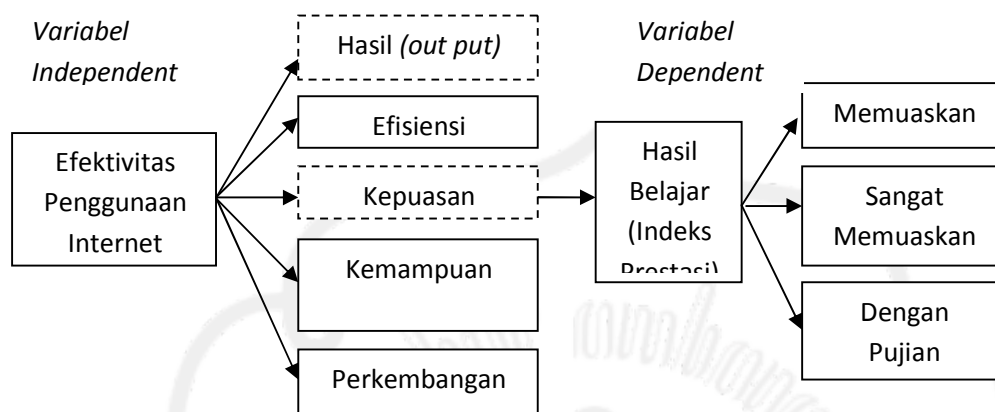 Variabel
Independent
Efektivitas
Penggunaan
Internet
Hasil (out put)
Efisiensi
Kepuasan
Kemampuan
Perkembangan
Variabel
Dependent
Hasil
Belajar
(Indeks
Prestasi)
Memuaskan
Sangat
Memuaskan
Dengan
Pujian